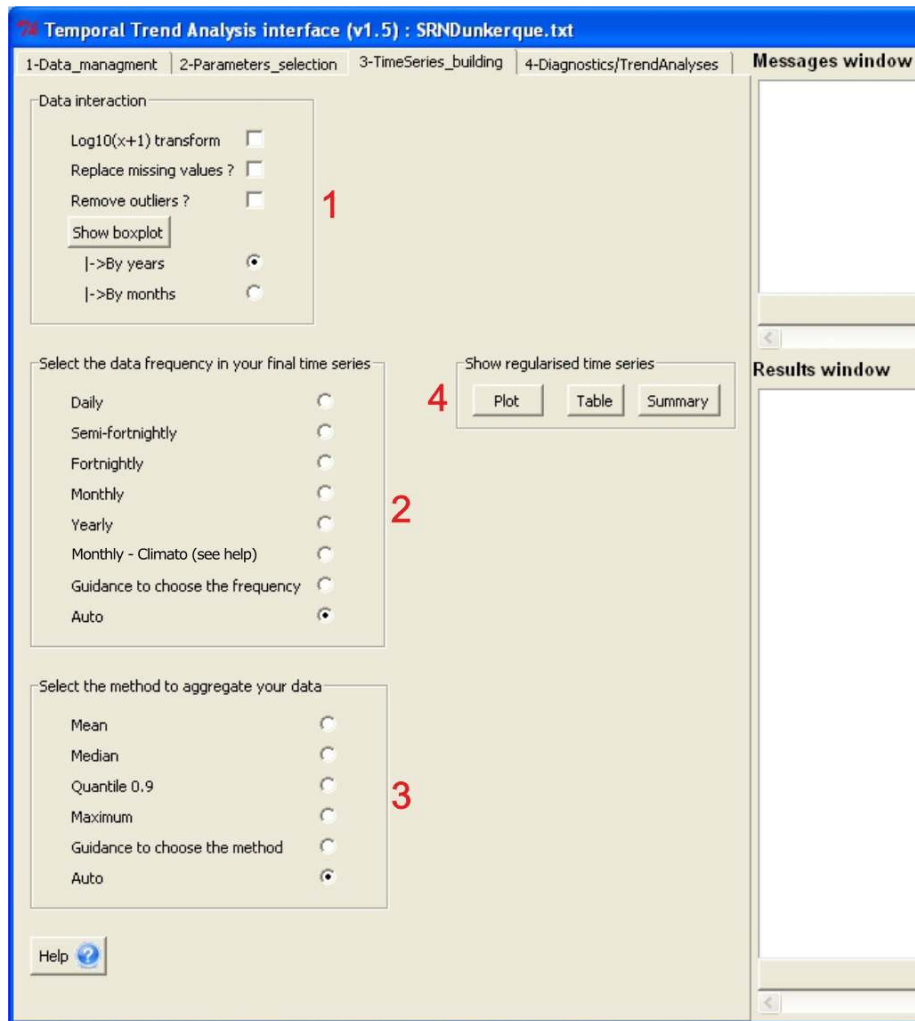 Temporal Trend Analysis interface (v1.5) : SRNDunkerque.txt
1-Data_managment
2-Parameters_selection
3-TimeSeries_building
4-Diagnostics/TrendAnalyses
Messages window
Data interaction
Log10(x+1) transform
Replace missing values ?
Remove outliers ?
1
Show boxplot
|->By years
|->By months
Select the data frequency in your final time series
Daily
Semi-fortnightly
Fortnightly
Monthly
Yearly
Monthly - Climato (see help)
Guidance to choose the frequency
Auto
2
Show regularised time series
4
Plot
Table
Summary
Results window
Select the method to aggregate your data
Mean
Median
Quantile 0.9
Maximum
Guidance to choose the method
Auto
3
Help ?